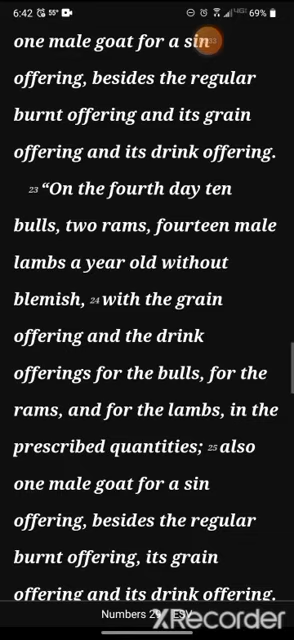 6:42 55° 69%
one male goat for a sin
offering, besides the regular
burnt offering and its grain
offering and its drink offering.
23 “On the fourth day ten
bulls, two rams, fourteen male
lambs a year old without
blemish, 24 with the grain
offering and the drink
offerings for the bulls, for the
rams, and for the lambs, in the
prescribed quantities; 25 also
one male goat for a sin
offering, besides the regular
burnt offering, its grain
offering and its drink offering.
Numbers 29 ESV
XRecorder